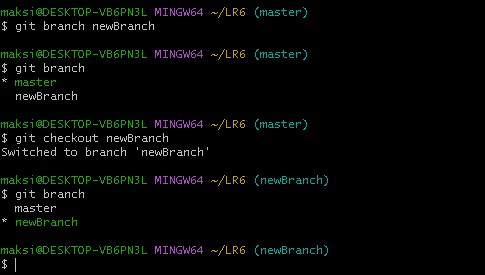 maksi@DESKTOP-VB6PN3L MINGW64 ~/LR6 (master)
$ git branch newBranch
maksi@DESKTOP-VB6PN3L MINGW64 ~/LR6 (master)
$ git branch
* master
  newBranch
maksi@DESKTOP-VB6PN3L MINGW64 ~/LR6 (master)
$ git checkout newBranch
Switched to branch 'newBranch'
maksi@DESKTOP-VB6PN3L MINGW64 ~/LR6 (newBranch)
$ git branch
  master
* newBranch
maksi@DESKTOP-VB6PN3L MINGW64 ~/LR6 (newBranch)
$